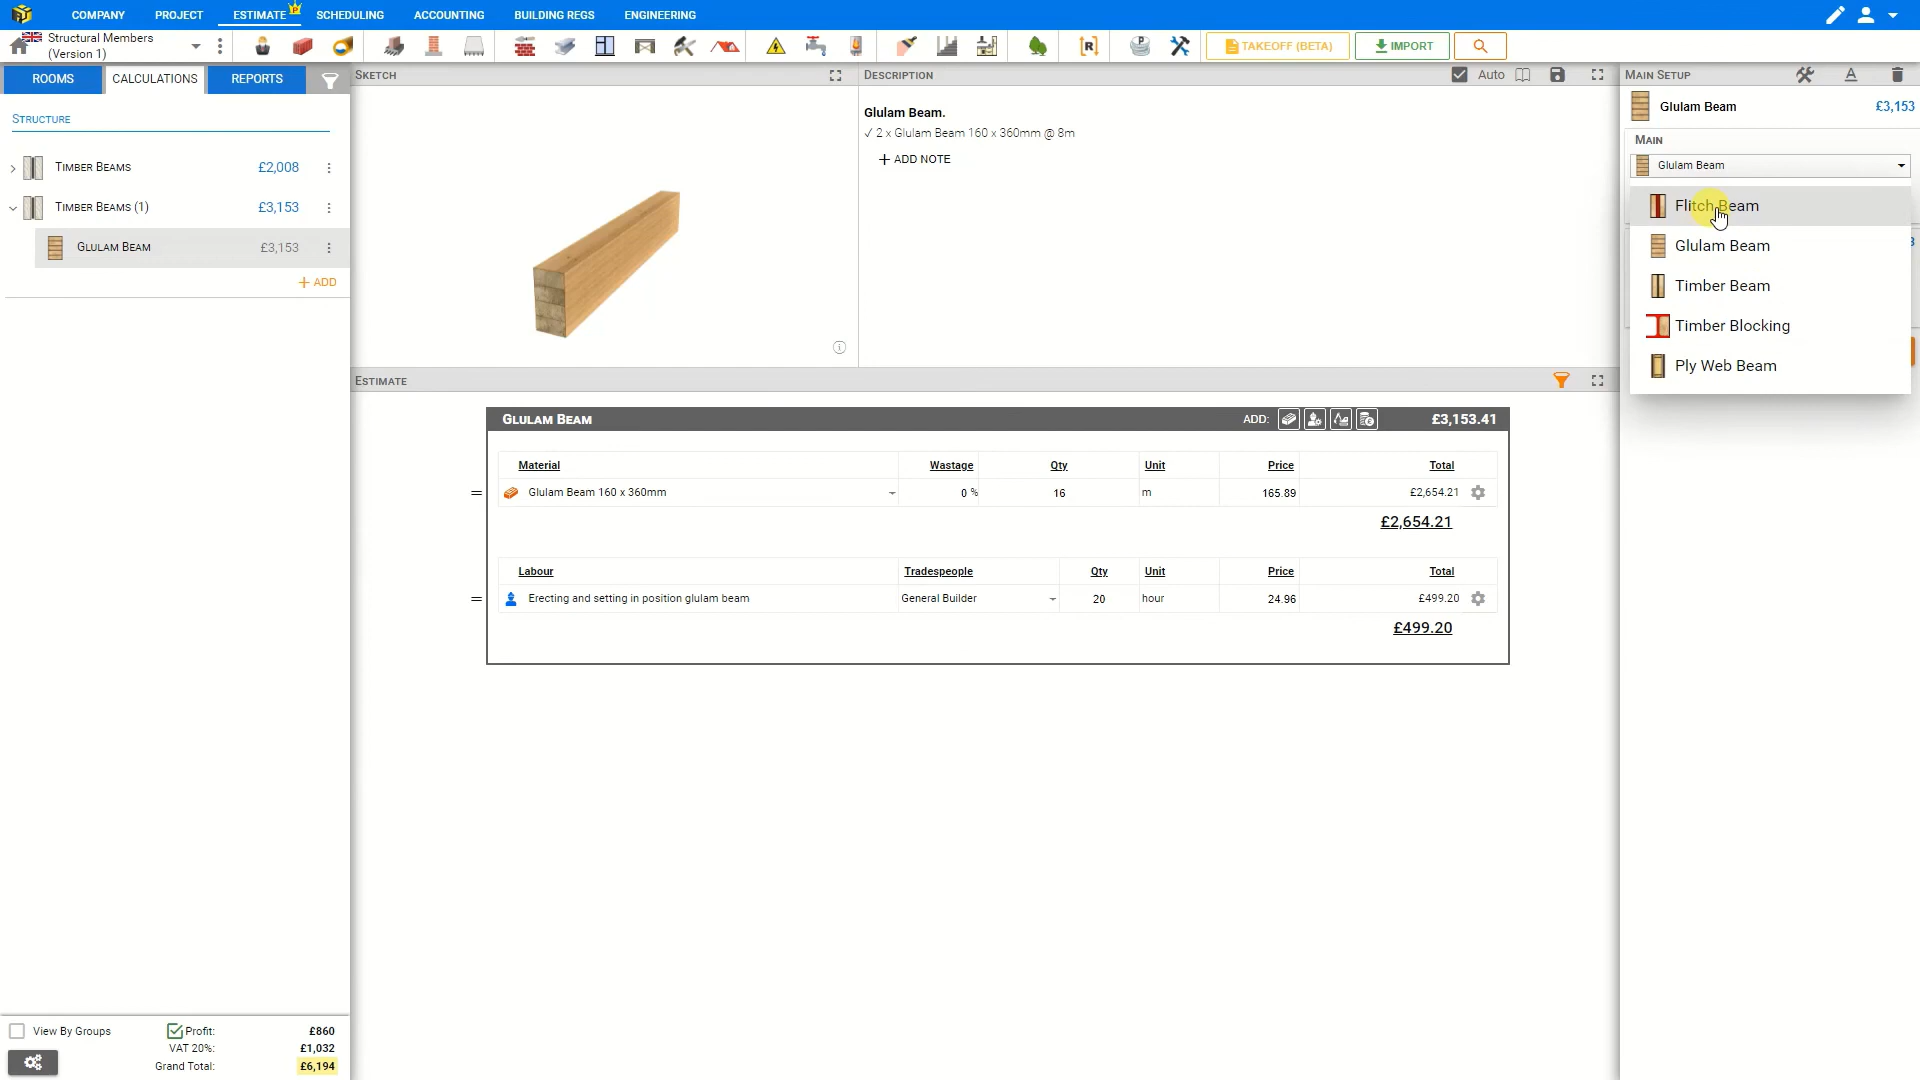 COMPANY PROJECT ESTIMATE SCHEDULING ACCOUNTING BUILDING REGS ENGINEERING
Structural Members
(Version 1)
TAKEOFF (BETA) IMPORT
ROOMS CALCULATIONS REPORTS
STRUCTURE
TIMBER BEAMS £2,008
TIMBER BEAMS (1) £3,153
GLULAM BEAM £3,153
+ ADD
SKETCH
DESCRIPTION Auto
Glulam Beam.
✓ 2 x Glulam Beam 160 x 360mm @ 8m
+ ADD NOTE
ESTIMATE
GLULAM BEAM ADD: £3,153.41
Material Wastage Qty Unit Price Total
= Glulam Beam 160 x 360mm 0 % 16 m 165.89 £2,654.21
£2,654.21
Labour Tradespeople Qty Unit Price Total
= Erecting and setting in position glulam beam General Builder 20 hour 24.96 £499.20
£499.20
MAIN SETUP
Glulam Beam £3,153
MAIN
Glulam Beam
Flitch Beam
Glulam Beam
Timber Beam
Timber Blocking
Ply Web Beam
View By Groups Profit: £860
VAT 20%: £1,032
Grand Total: £6,194